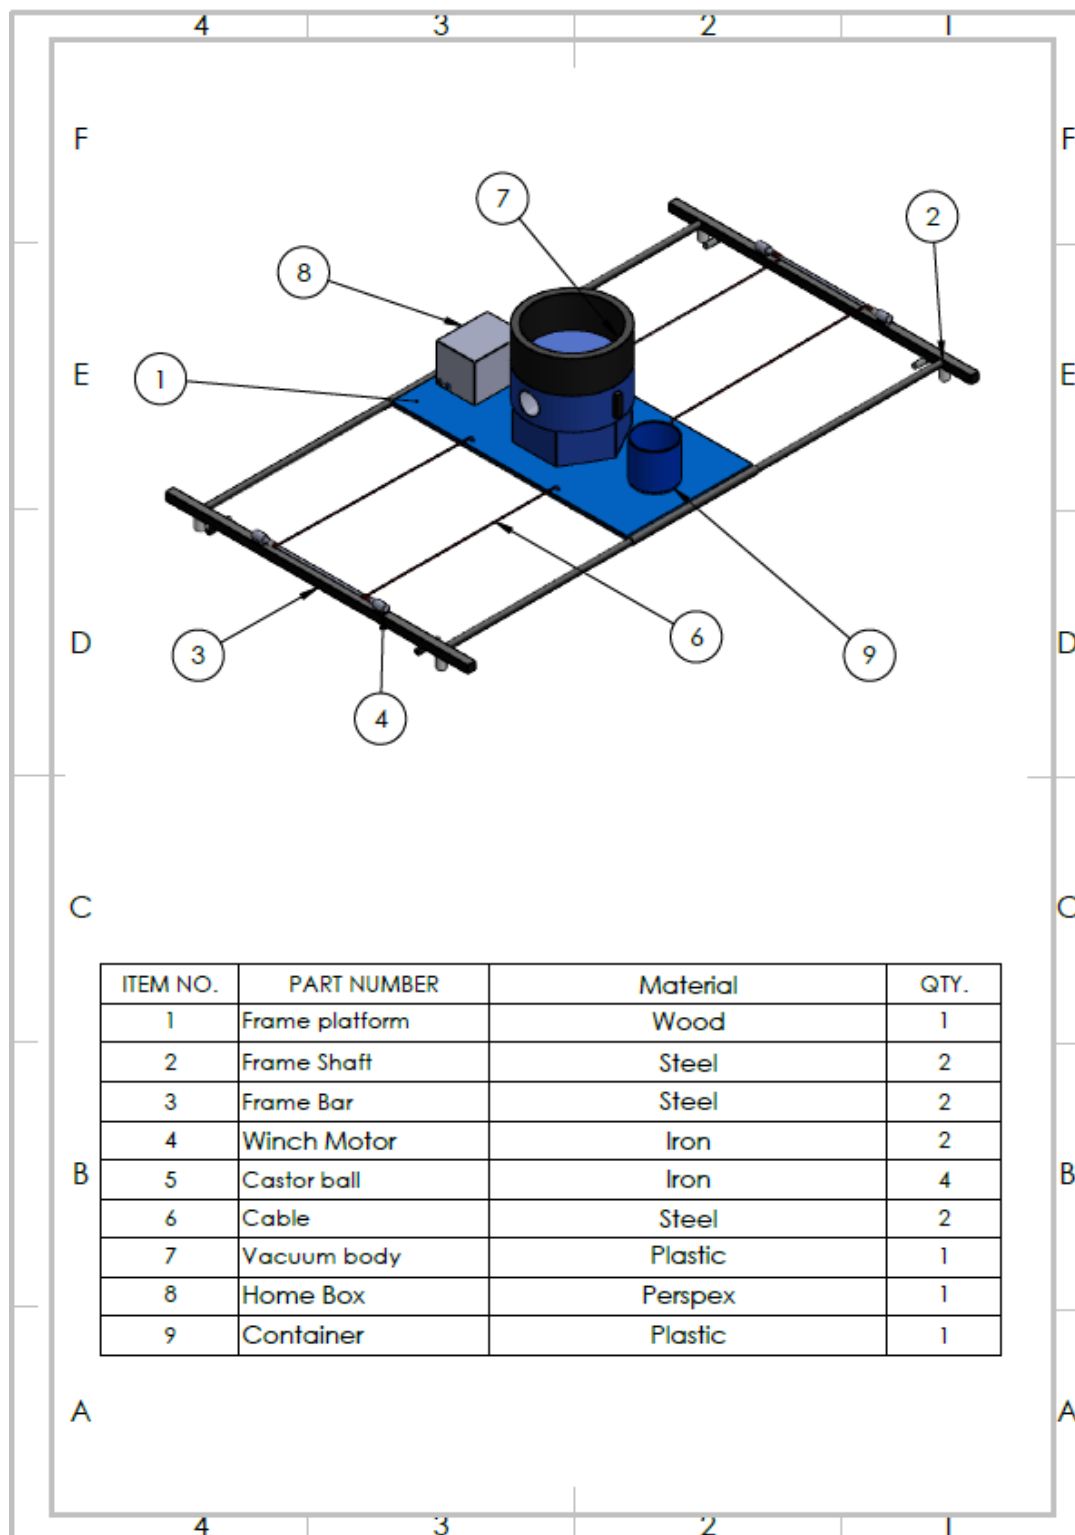 4 3 2 1
F F
7
2
8
E E
1
D D
6
3 9
4
C C
ITEM NO. PART NUMBER Material QTY.
1 Frame platform Wood 1
2 Frame Shaft Steel 2
3 Frame Bar Steel 2
4 Winch Motor Iron 2
B B
5 Castor ball Iron 4
6 Cable Steel 2
7 Vacuum body Plastic 1
8 Home Box Perspex 1
9 Container Plastic 1
A A
4 3 2 1